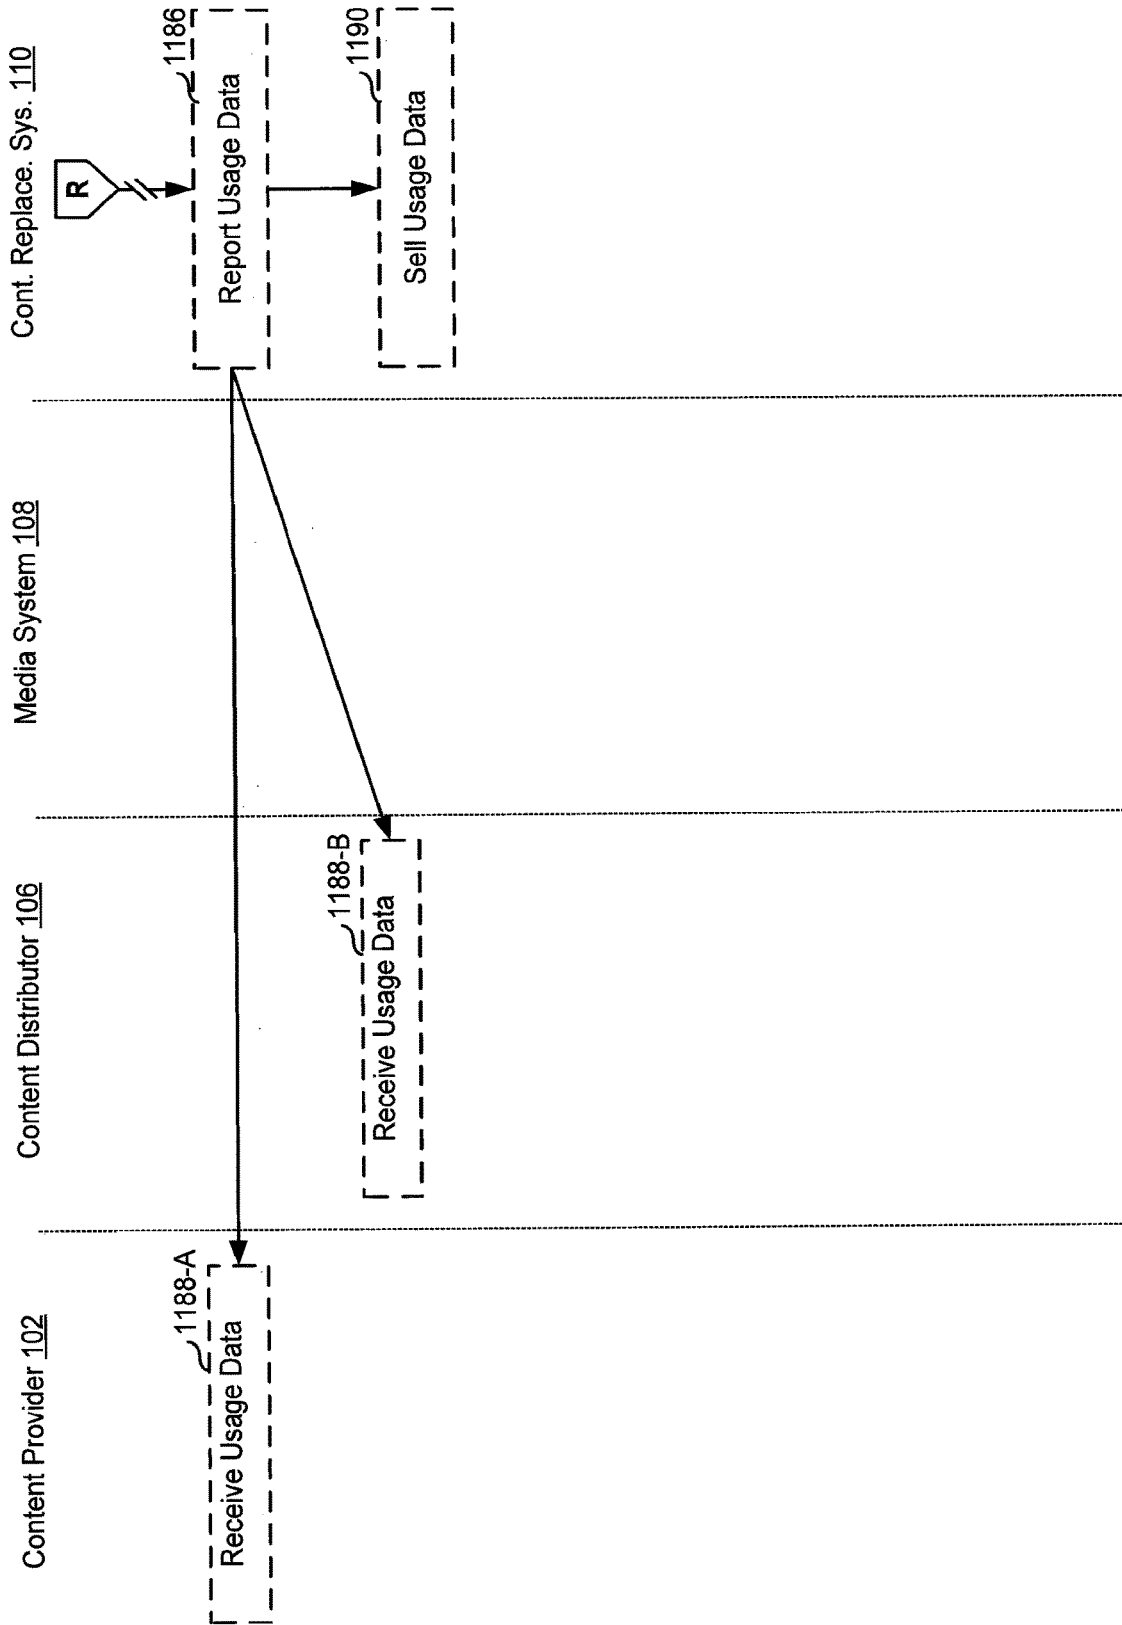 Content Provider 102
Content Distributor 106
Media System 108
Cont. Replace. Sys. 110
R
1186
Report Usage Data
1188-A
Receive Usage Data
1188-B
Receive Usage Data
1190
Sell Usage Data